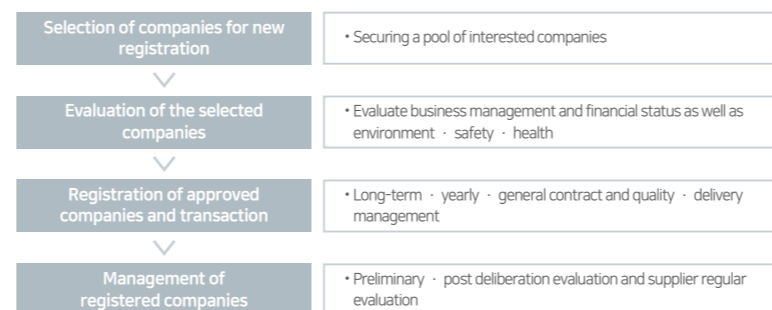 Selection of companies for new
registration
• Securing a pool of interested companies
Evaluation of the selected
companies
• Evaluate business management and financial status as well as
environment · safety · health
Registration of approved
companies and transaction
• Long-term · yearly · general contract and quality · delivery
management
Management of
registered companies
• Preliminary · post deliberation evaluation and supplier regular
evaluation